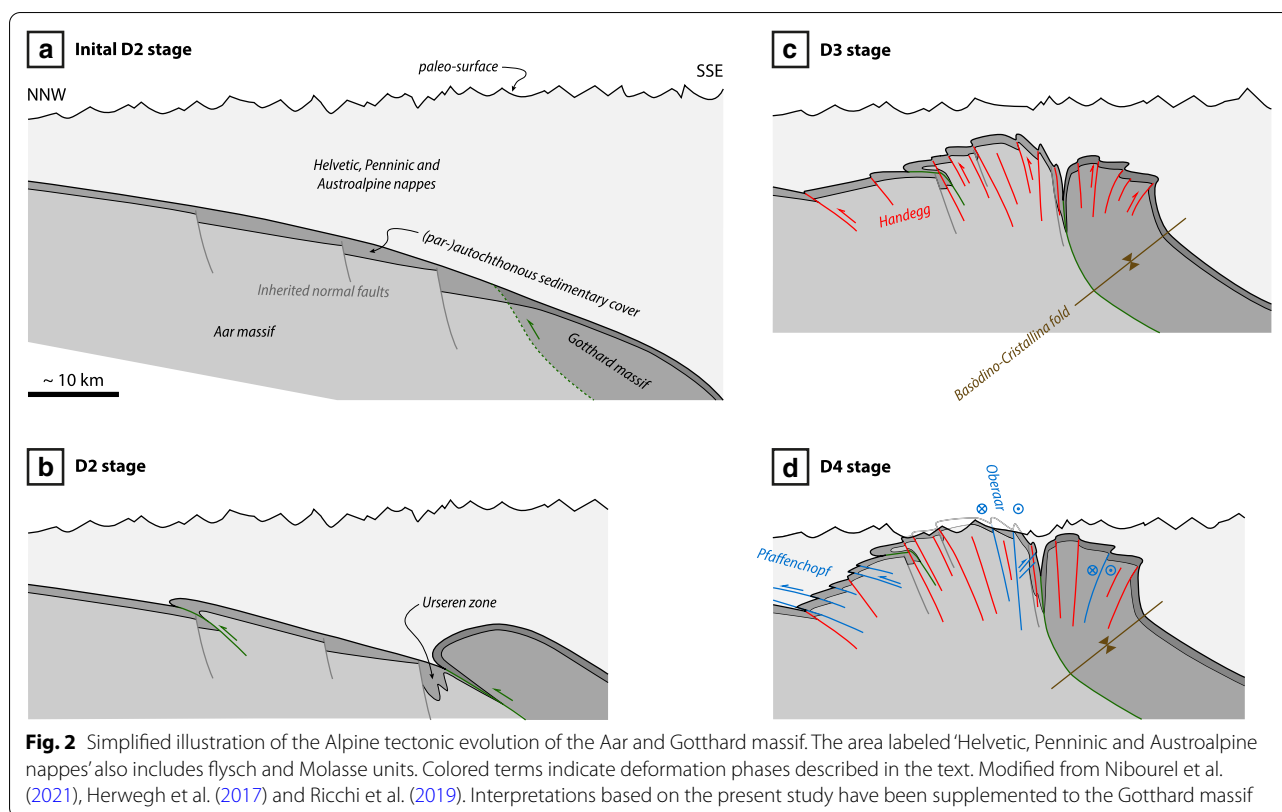 a Inital D2 stage
paleo-surface
NNW
SSE
Helvetic, Penninic and
Austroalpine nappes
(par-)autochthonous sedimentary cover
Inherited normal faults
Aar massif
Gotthard massif
~ 10 km
b D2 stage
Urseren zone
c D3 stage
Handegg
Basòdino-Cristallina fold
d D4 stage
Oberaar
Pfaffenchopf
Fig. 2 Simplified illustration of the Alpine tectonic evolution of the Aar and Gotthard massif. The area labeled ‘Helvetic, Penninic and Austroalpine
nappes’ also includes flysch and Molasse units. Colored terms indicate deformation phases described in the text. Modified from Nibourel et al.
(2021), Herwegh et al. (2017) and Ricchi et al. (2019). Interpretations based on the present study have been supplemented to the Gotthard massif